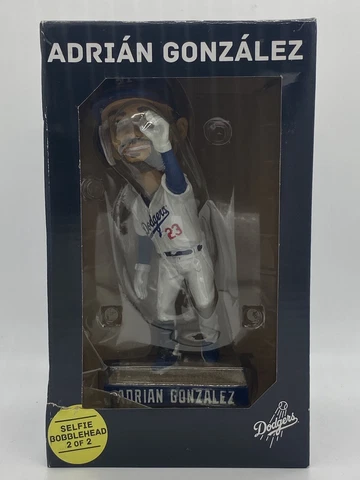 ADRIÁN GONZÁLEZ
Dodgers
23
ADRIAN GONZALEZ
SELFIE
BOBBLEHEAD
2 OF 2
Dodgers